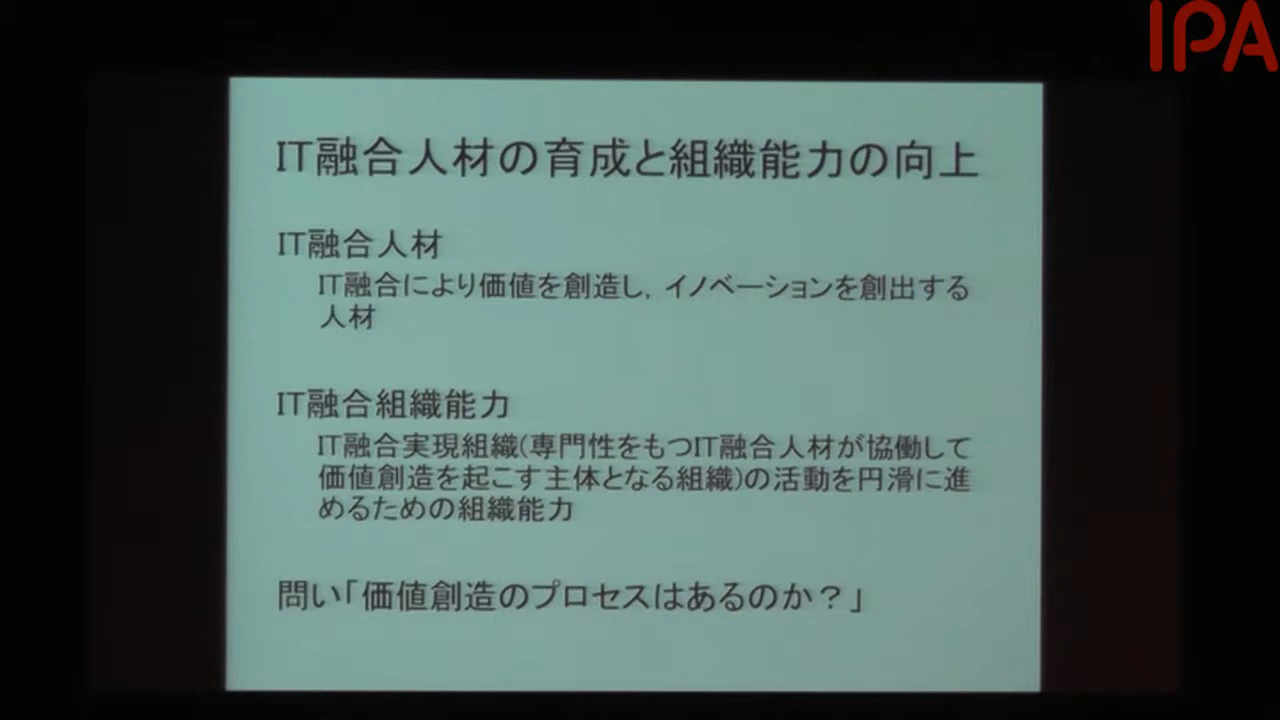 IPA
IT融合人材の育成と組織能力の向上
IT融合人材
IT融合により価値を創造し，イノベーションを創出する
人材
IT融合組織能力
IT融合実現組織(専門性をもつIT融合人材が協働して
価値創造を起こす主体となる組織)の活動を円滑に進
めるための組織能力
問い「価値創造のプロセスはあるのか？」